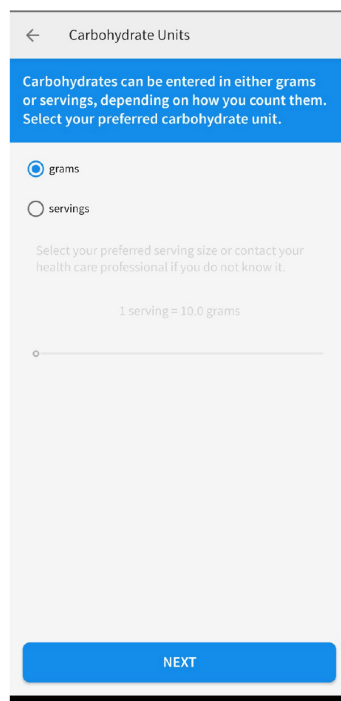 Carbohydrate Units
Carbohydrates can be entered in either grams
or servings, depending on how you count them.
Select your preferred carbohydrate unit.
grams
servings
Select your preferred serving size or contact your
health care professional if you do not know it.
1 serving = 10.0 grams
NEXT